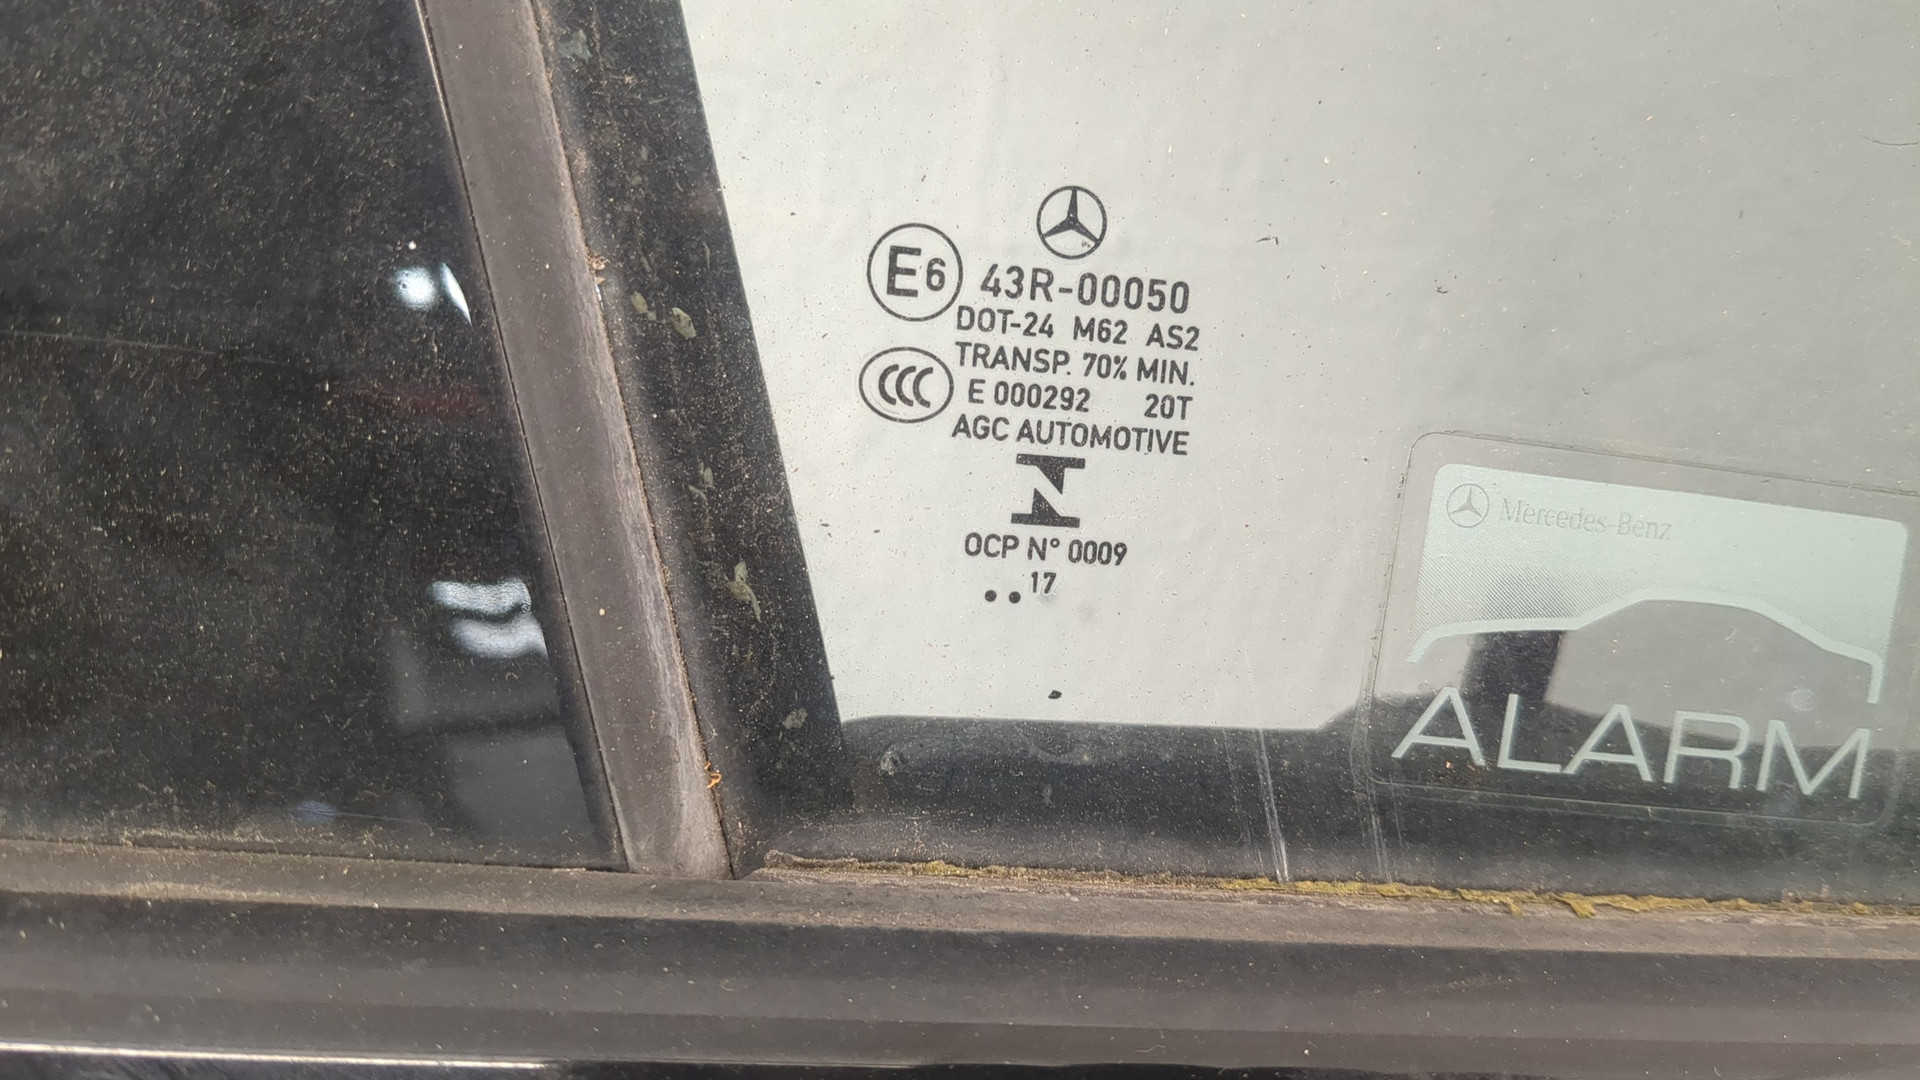 E6 43R-00050
DOT-24 M62 AS2
TRANSP. 70% MIN.
CCC E 000292 20T
AGC AUTOMOTIVE
OCP N° 0009
..17
Mercedes-Benz
ALARM